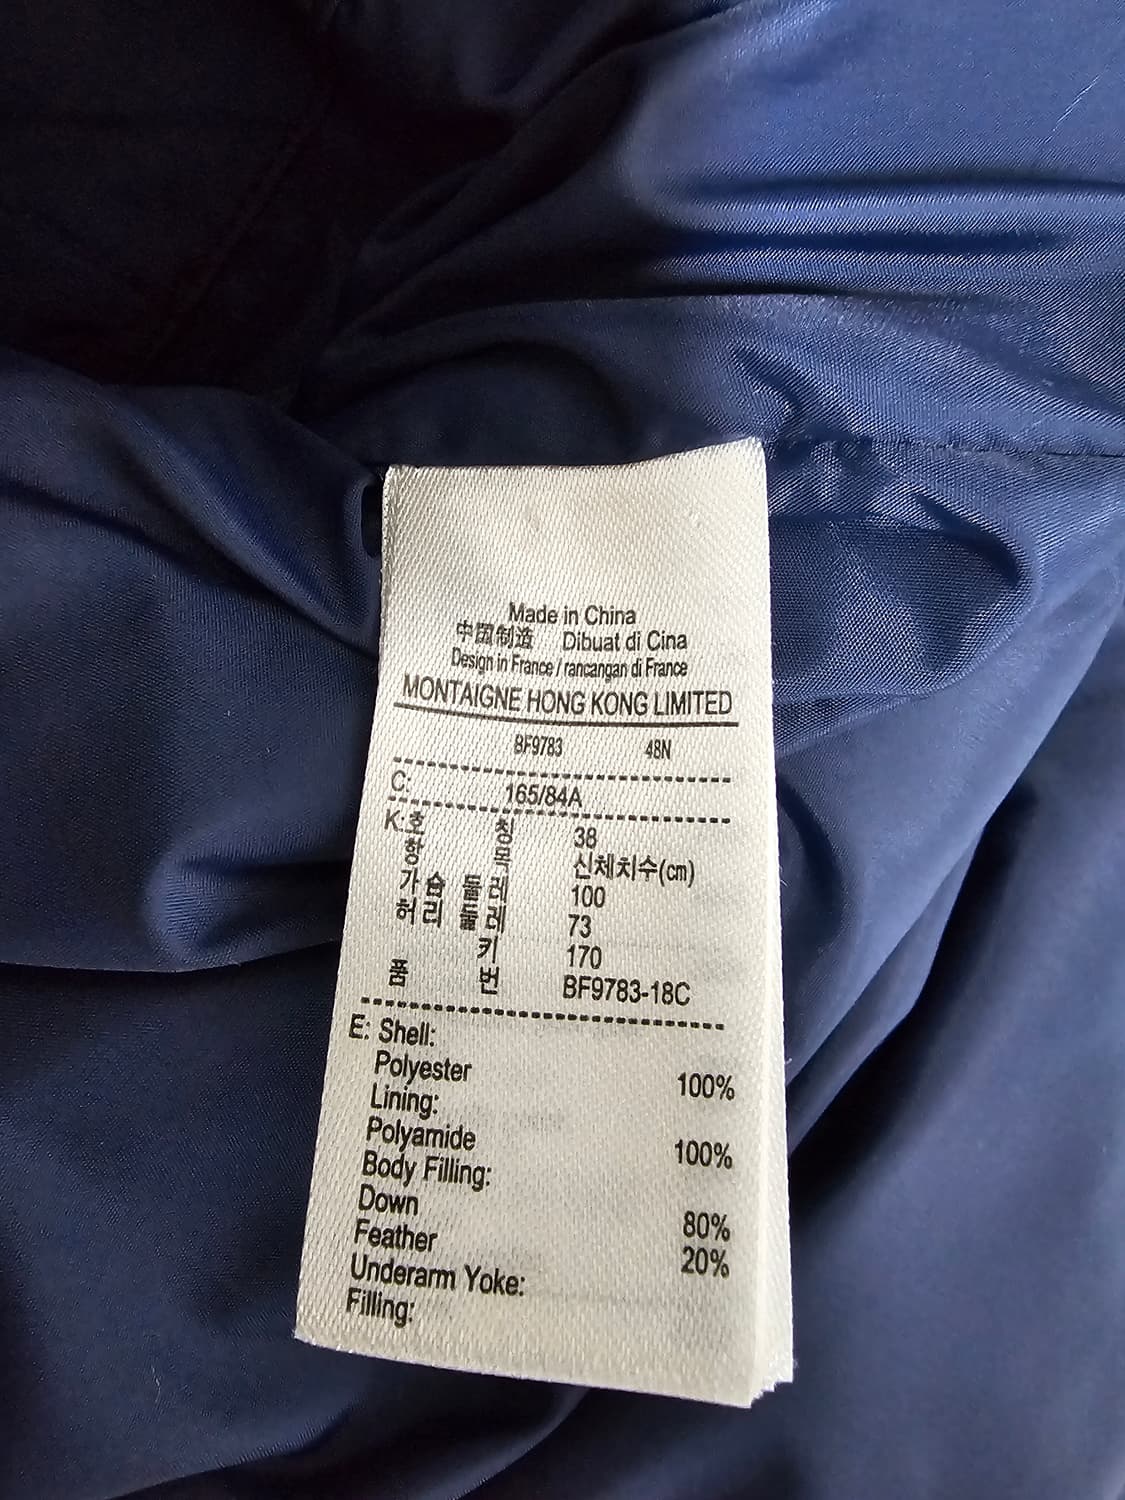 Made in China
中国制造 Dibuat di Cina
Design in France / rancangan di France
MONTAIGNE HONG KONG LIMITED
BF9783 48N
C: 165/84A
K:호 칭 38
항 목 신체치수(㎝)
가슴 둘레 100
허리 둘레 73
키 170
품 번 BF9783-18C
E: Shell:
Polyester 100%
Lining:
Polyamide 100%
Body Filling:
Down 80%
Feather 20%
Underarm Yoke:
Filling: